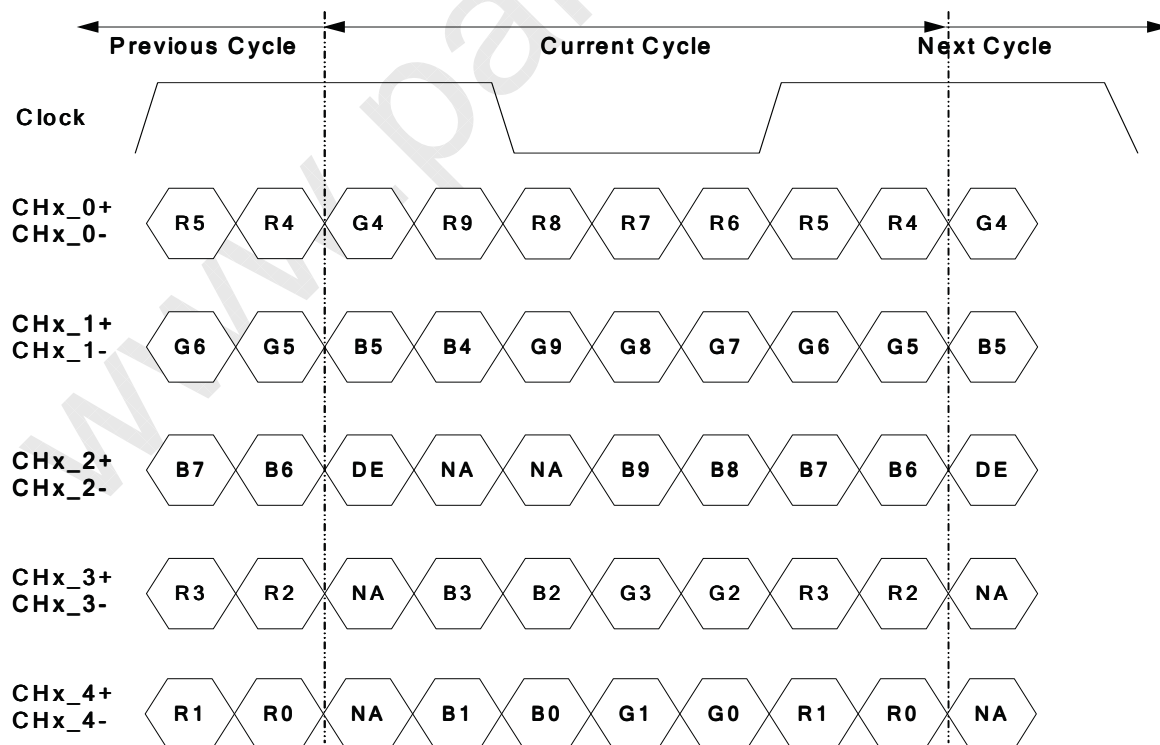 Previous Cycle Current Cycle Next Cycle
Clock
CHx_0+
CHx_0-
R5 R4 G4 R9 R8 R7 R6 R5 R4 G4
CHx_1+
CHx_1-
G6 G5 B5 B4 G9 G8 G7 G6 G5 B5
CHx_2+
CHx_2-
B7 B6 DE NA NA B9 B8 B7 B6 DE
CHx_3+
CHx_3-
R3 R2 NA B3 B2 G3 G2 R3 R2 NA
CHx_4+
CHx_4-
R1 R0 NA B1 B0 G1 G0 R1 R0 NA
www.pa